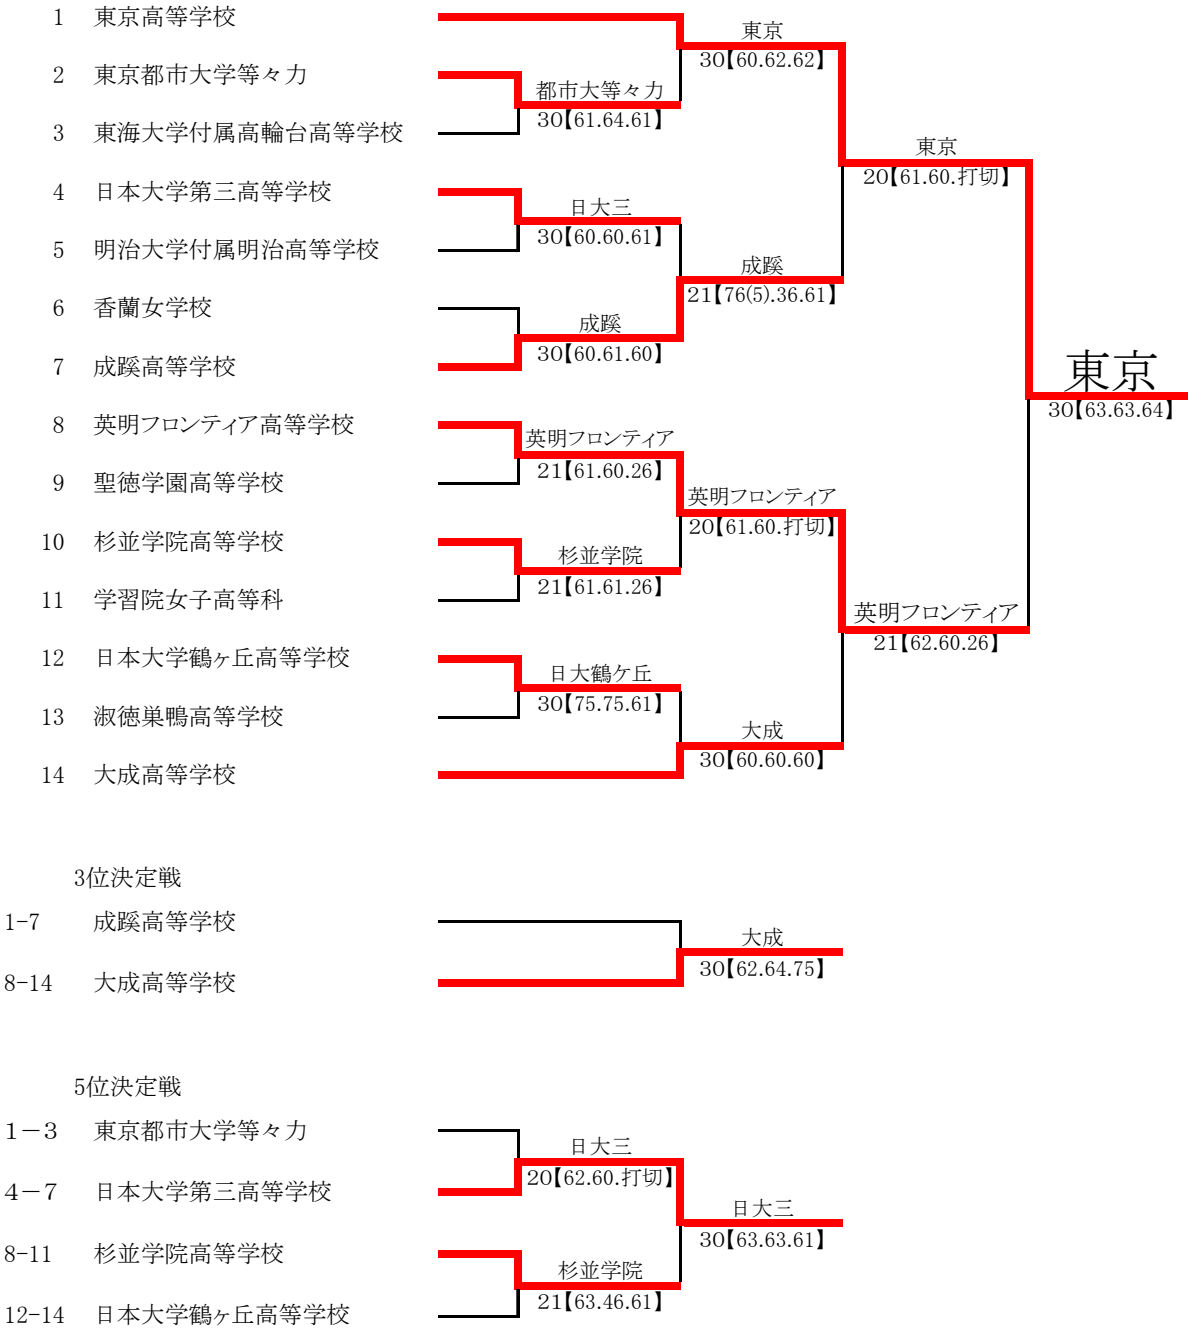 1 東京高等学校
東京
30【60.62.62】
2 東京都市大学等々力
都市大等々力
30【61.64.61】
3 東海大学付属高輪台高等学校
東京
20【61.60.打切】
4 日本大学第三高等学校
日大三
30【60.60.61】
5 明治大学付属明治高等学校
成蹊
21【76(5).36.61】
6 香蘭女学校
成蹊
30【60.61.60】
7 成蹊高等学校
東京
30【63.63.64】
8 英明フロンティア高等学校
英明フロンティア
21【61.60.26】
9 聖徳学園高等学校
英明フロンティア
20【61.60.打切】
10 杉並学院高等学校
杉並学院
21【61.61.26】
11 学習院女子高等科
英明フロンティア
21【62.60.26】
12 日本大学鶴ヶ丘高等学校
日大鶴ケ丘
30【75.75.61】
13 淑徳巣鴨高等学校
大成
30【60.60.60】
14 大成高等学校
3位決定戦
1-7 成蹊高等学校
大成
30【62.64.75】
8-14 大成高等学校
5位決定戦
1－3 東京都市大学等々力
日大三
20【62.60.打切】
4－7 日本大学第三高等学校
日大三
30【63.63.61】
8-11 杉並学院高等学校
杉並学院
21【63.46.61】
12-14 日本大学鶴ヶ丘高等学校